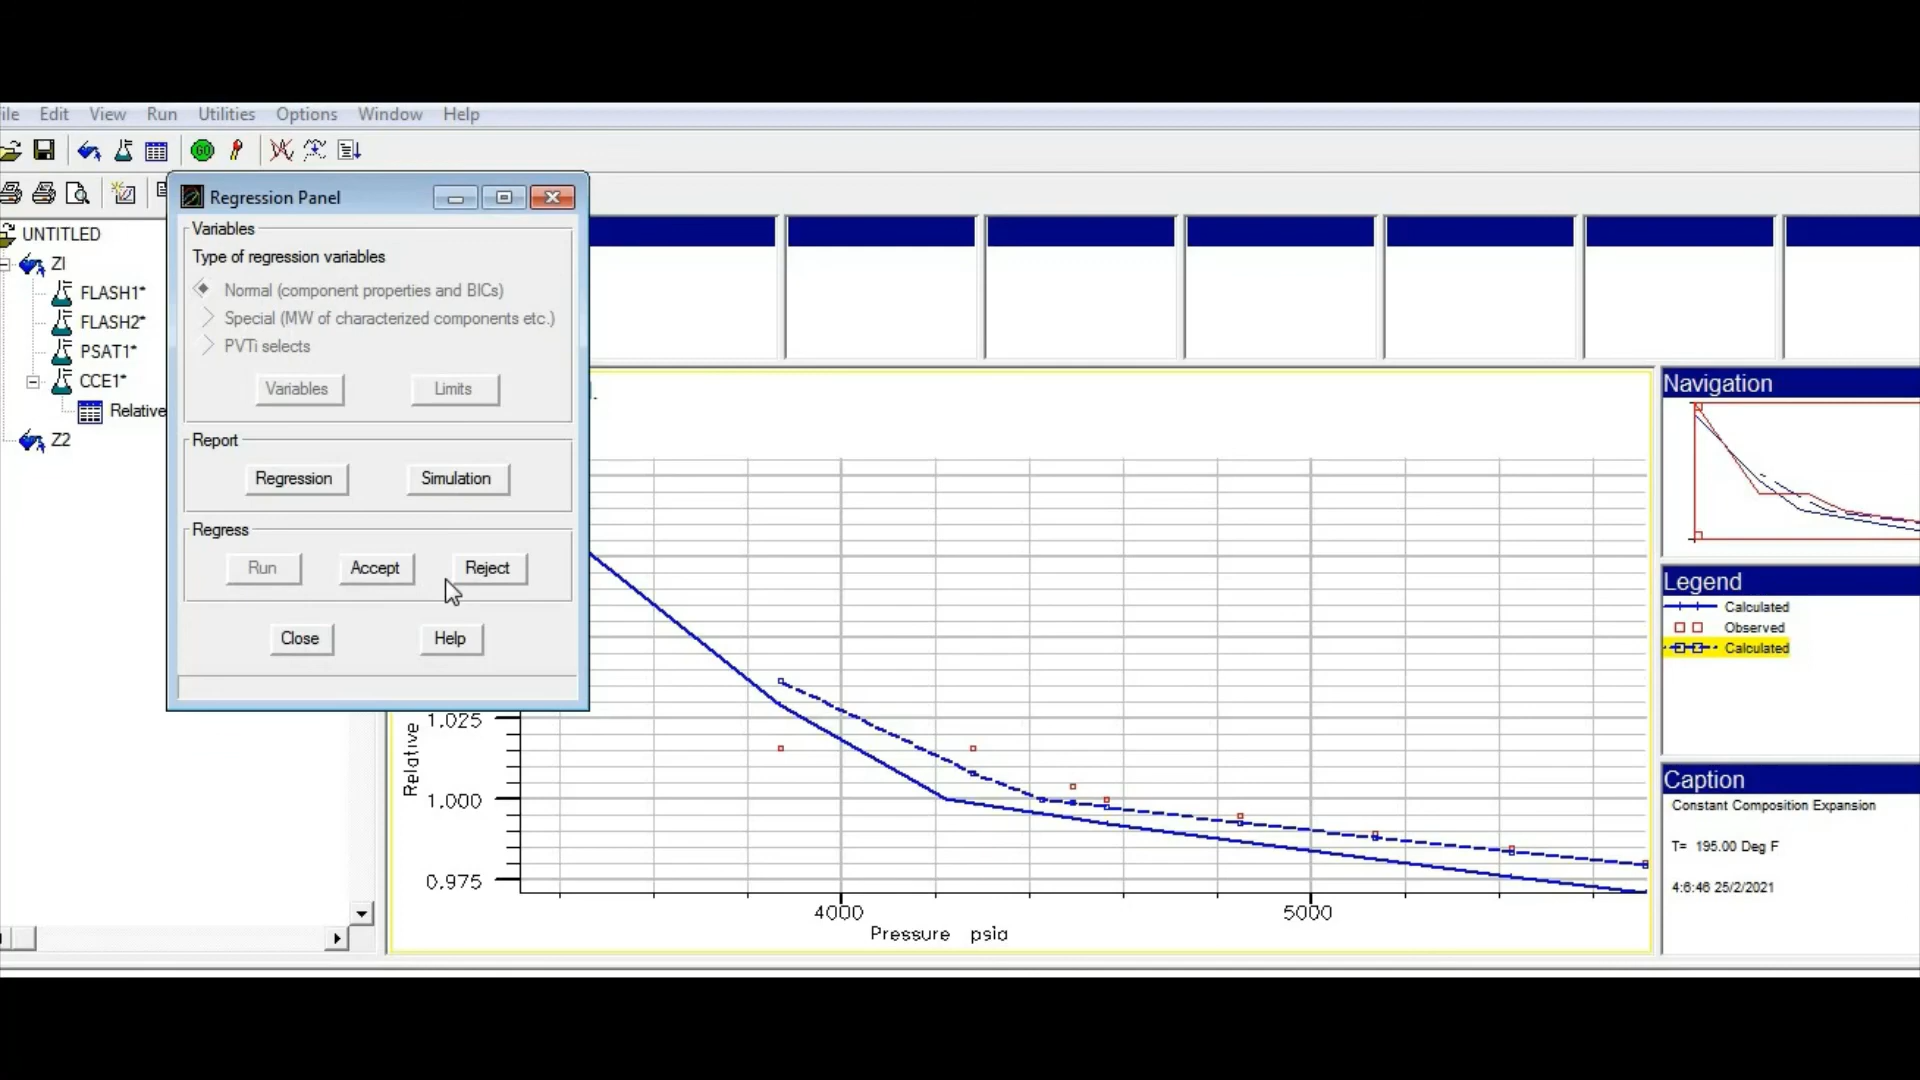 ile Edit View Run Utilities Options Window Help
GO
Regression Panel
UNTITLED
ZI
FLASH1*
FLASH2*
PSAT1*
CCE1*
Relative
Z2
Variables
Type of regression variables
Normal (component properties and BICs)
Special (MW of characterized components etc.)
PVTi selects
Variables Limits
Report
Regression Simulation
Regress
Run Accept Reject
Close Help
Relative
1.025
1.000
0.975
4000 5000
Pressure psia
Navigation
Legend
Calculated
Observed
Calculated
Caption
Constant Composition Expansion
T= 195.00 Deg F
4:6:46 25/2/2021